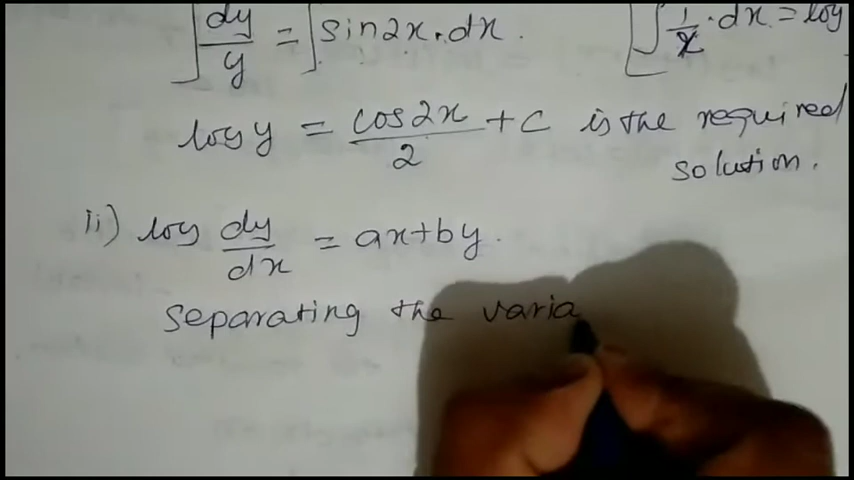 ∫ dy/y = ∫ sin2x . dx. [∫ 1/x . dx = log
log y = cos2x/2 + c is the required
solution.
ii) log dy/dx = ax+by.
separating the varia